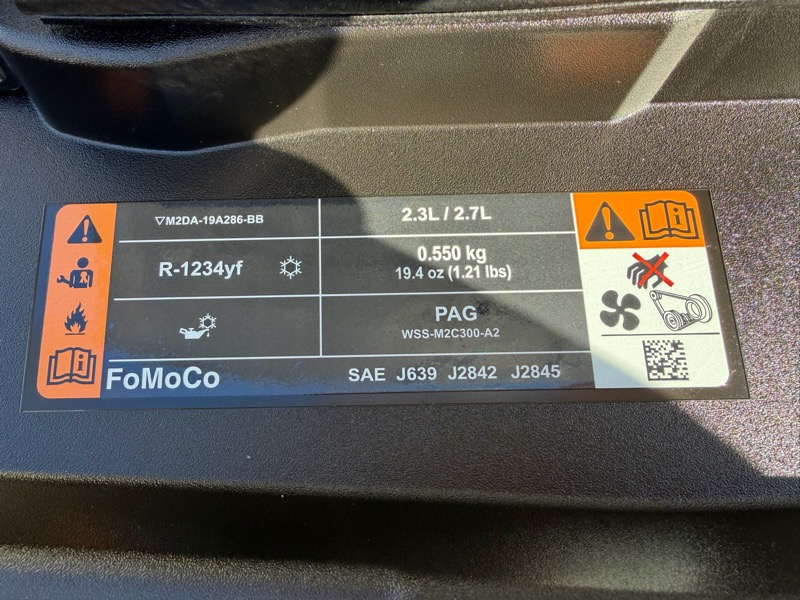 ▽M2DA-19A286-BB
2.3L / 2.7L
R-1234yf
0.550 kg
19.4 oz (1.21 lbs)
PAG
WSS-M2C300-A2
FoMoCo
SAE J639 J2842 J2845